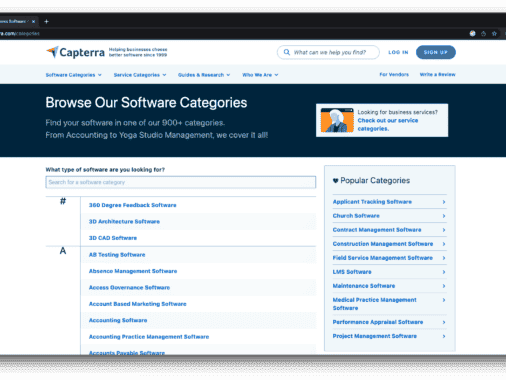 ra.com/categories
Capterra
Helping businesses choose
better software since 1999
What can we help you find?
LOG IN
SIGN UP
Software Categories
Service Categories
Guides & Research
Who We Are
For Vendors
Write a Review
Browse Our Software Categories
Find your software in one of our 900+ categories.
From Accounting to Yoga Studio Management, we cover it all!
Looking for business services?
Check out our service
categories.
What type of software are you looking for?
Search for a software category
#
360 Degree Feedback Software
3D Architecture Software
3D CAD Software
A
AB Testing Software
Absence Management Software
Access Governance Software
Account Based Marketing Software
Accounting Software
Accounting Practice Management Software
Accounts Payable Software
Popular Categories
Applicant Tracking Software
Church Software
Contract Management Software
Construction Management Software
Field Service Management Software
LMS Software
Maintenance Software
Medical Practice Management
Software
Performance Appraisal Software
Project Management Software